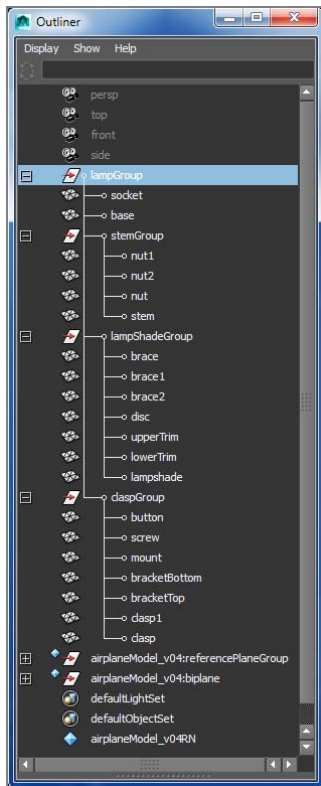 Outliner
Display Show Help
persp
top
front
side
lampGroup
socket
base
stemGroup
nut1
nut2
nut
stem
lampShadeGroup
brace
brace1
brace2
disc
upperTrim
lowerTrim
lampshade
claspGroup
button
screw
mount
bracketBottom
bracketTop
clasp1
clasp
airplaneModel_v04:referencePlaneGroup
airplaneModel_v04:biplane
defaultLightSet
defaultObjectSet
airplaneModel_v04RN